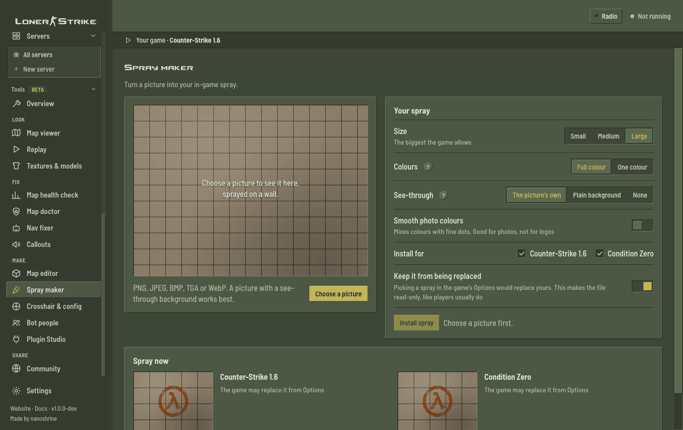 LONERSTRIKE
Servers
All servers
New server
Tools BETA
Overview
LOOK
Map viewer
Replay
Textures & models
FIX
Map health check
Map doctor
Nav fixer
Callouts
MAKE
Map editor
Spray maker
Crosshair & config
Bot people
Plugin Studio
SHARE
Community
Settings
Website · Docs · v1.0.0-dev
Made by nanoshrine
Radio
Not running
Your game · Counter-Strike 1.6
SPRAY MAKER
Turn a picture into your in-game spray.
Choose a picture to see it here,
sprayed on a wall.
PNG, JPEG, BMP, TGA or WebP. A picture with a see-
through background works best.
Choose a picture
Your spray
Size
The biggest the game allows
Small Medium Large
Colours ?
Full colour One colour
See-through ?
The picture's own Plain background None
Smooth photo colours
Mixes colours with fine dots. Good for photos, not for logos
Install for
Counter-Strike 1.6 Condition Zero
Keep it from being replaced
Picking a spray in the game's Options would replace yours. This makes the file
read-only, like players usually do
Install spray
Choose a picture first.
Spray now
Counter-Strike 1.6
The game may replace it from Options
Condition Zero
The game may replace it from Options